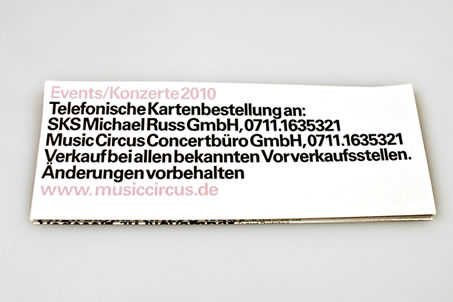 Events/Konzerte 2010
Telefonische Kartenbestellung an:
SKS Michael Russ GmbH, 0711.1635321
Music Circus Concertbüro GmbH, 0711.1635321
Verkauf bei allen bekannten Vorverkaufsstellen.
Änderungen vorbehalten
www.musiccircus.de